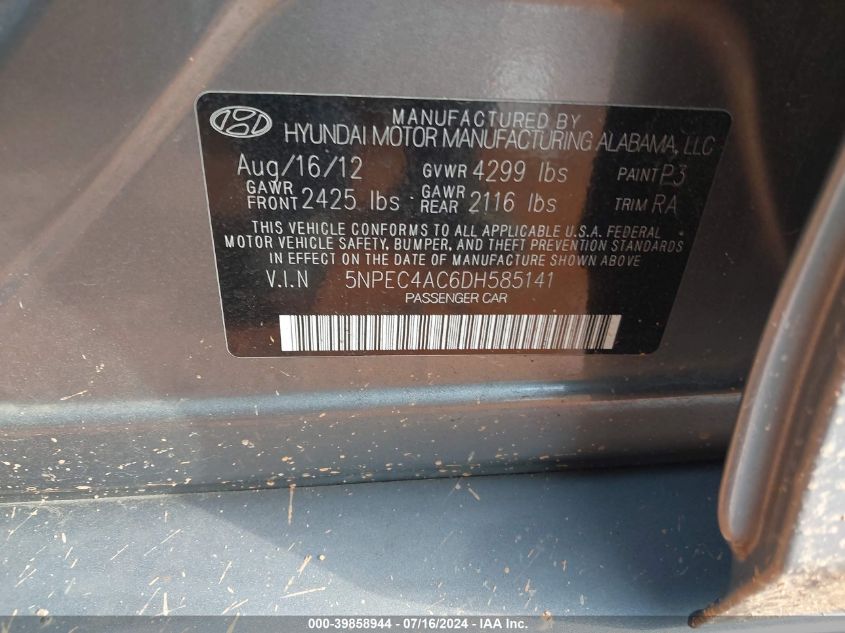 MANUFACTURED BY
HYUNDAI MOTOR MANUFACTURING ALABAMA, LLC
Aug/16/12 GVWR 4299 lbs PAINT P3
GAWR FRONT 2425 lbs GAWR REAR 2116 lbs TRIM RA
THIS VEHICLE CONFORMS TO ALL APPLICABLE U.S.A. FEDERAL
MOTOR VEHICLE SAFETY, BUMPER, AND THEFT PREVENTION STANDARDS
IN EFFECT ON THE DATE OF MANUFACTURE SHOWN ABOVE
V.I.N 5NPEC4AC6DH585141
PASSENGER CAR
000-39858944 - 07/16/2024 - IAA Inc.